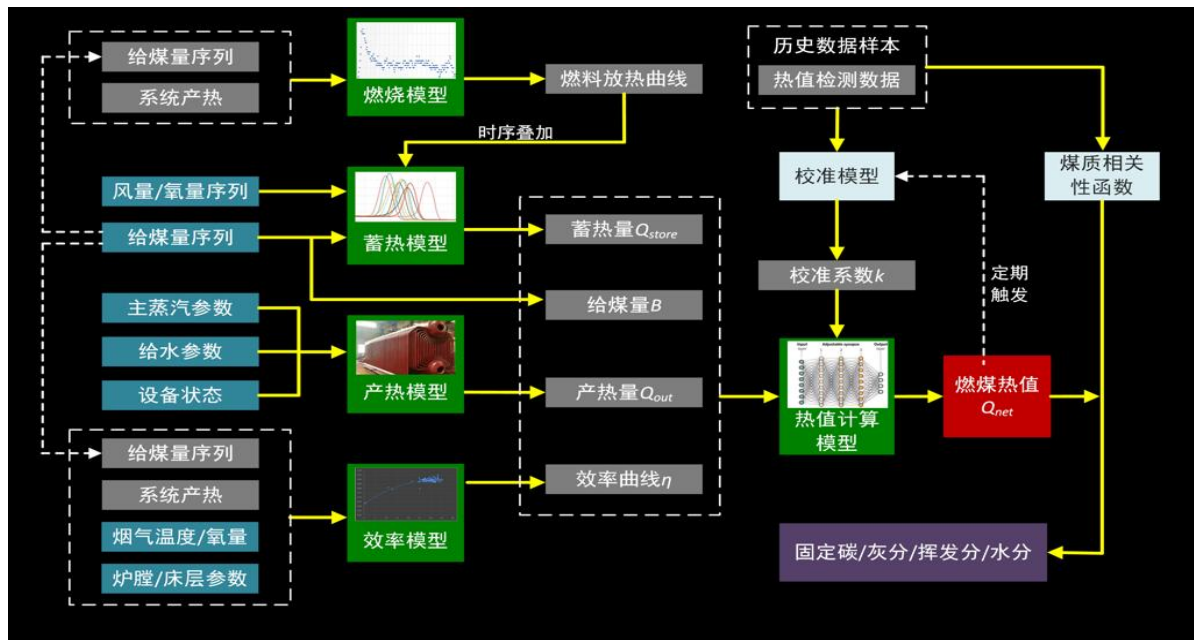 给煤量序列
系统产热
燃烧模型
燃料放热曲线
时序叠加
风量/氧量序列
给煤量序列
蓄热模型
主蒸汽参数
给水参数
设备状态
产热模型
给煤量序列
系统产热
烟气温度/氧量
炉膛/床层参数
效率模型
蓄热量Qstore
给煤量B
产热量Qout
效率曲线η
历史数据样本
热值检测数据
校准模型
煤质相关
性函数
校准系数k
定期
触发
Input
Adjustable synapse
Output
热值计算
模型
燃煤热值
Qnet
固定碳/灰分/挥发分/水分